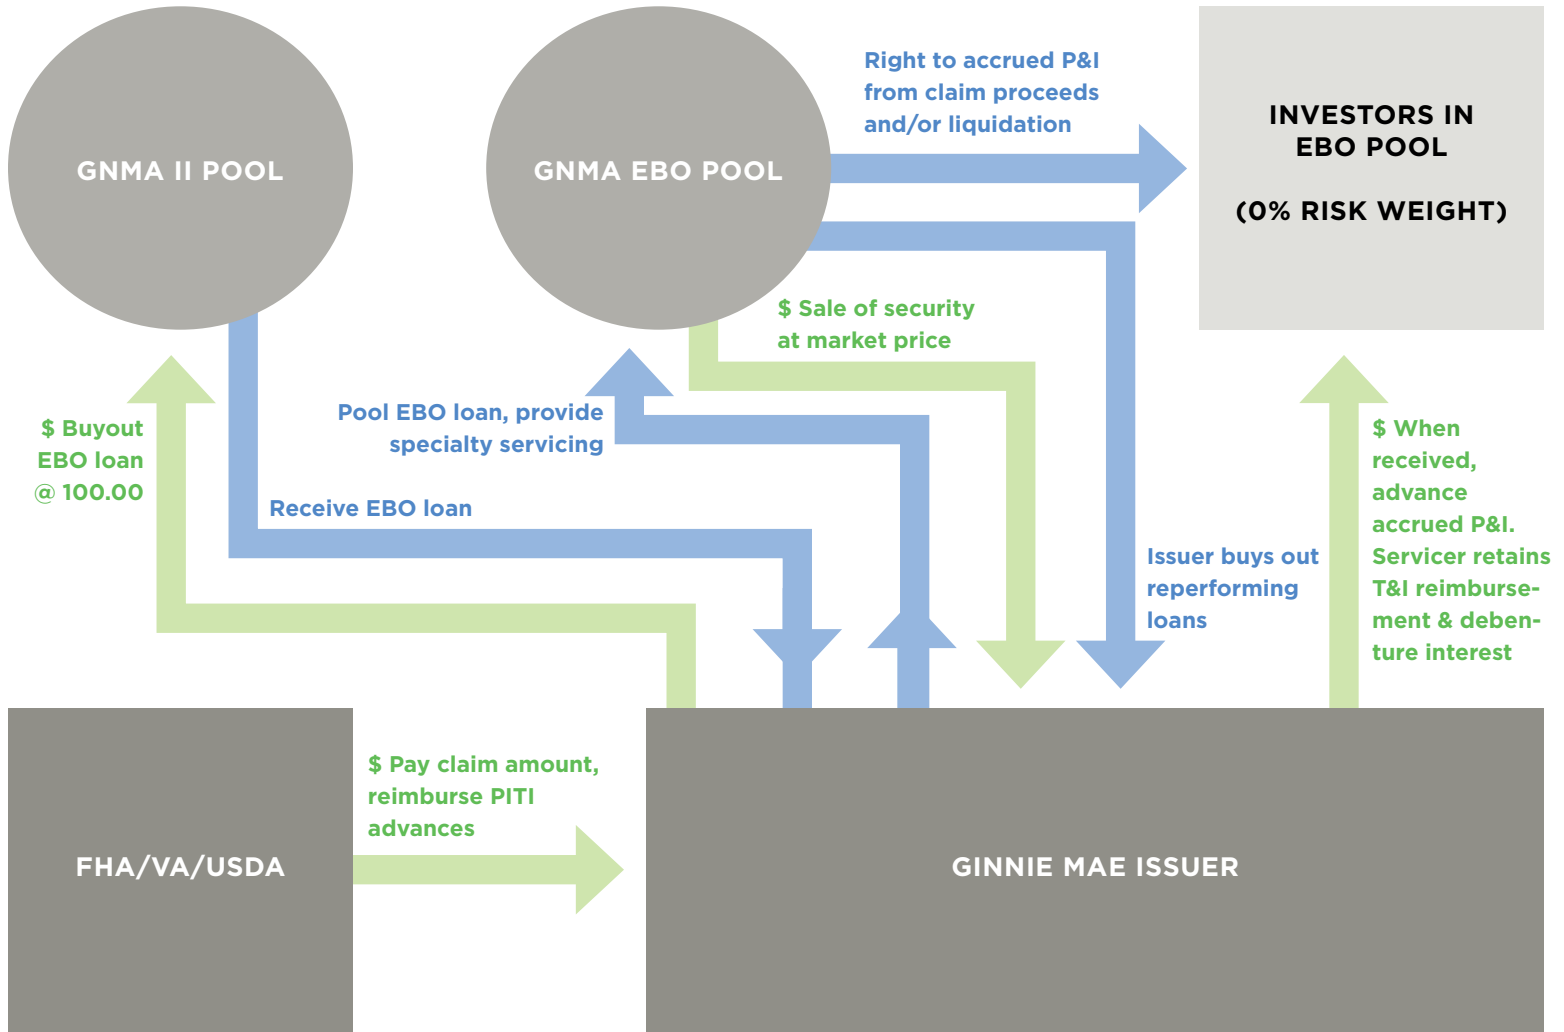 GNMA II POOL
GNMA EBO POOL
Right to accrued P&I
from claim proceeds
and/or liquidation
INVESTORS IN
EBO POOL
(0% RISK WEIGHT)
$ Sale of security
at market price
$ Buyout
EBO loan
@ 100.00
Pool EBO loan, provide
specialty servicing
Receive EBO loan
Issuer buys out
reperforming
loans
$ When
received,
advance
accrued P&I.
Servicer retains
T&I reimburse-
ment & deben-
ture interest
$ Pay claim amount,
reimburse PITI
advances
FHA/VA/USDA
GINNIE MAE ISSUER